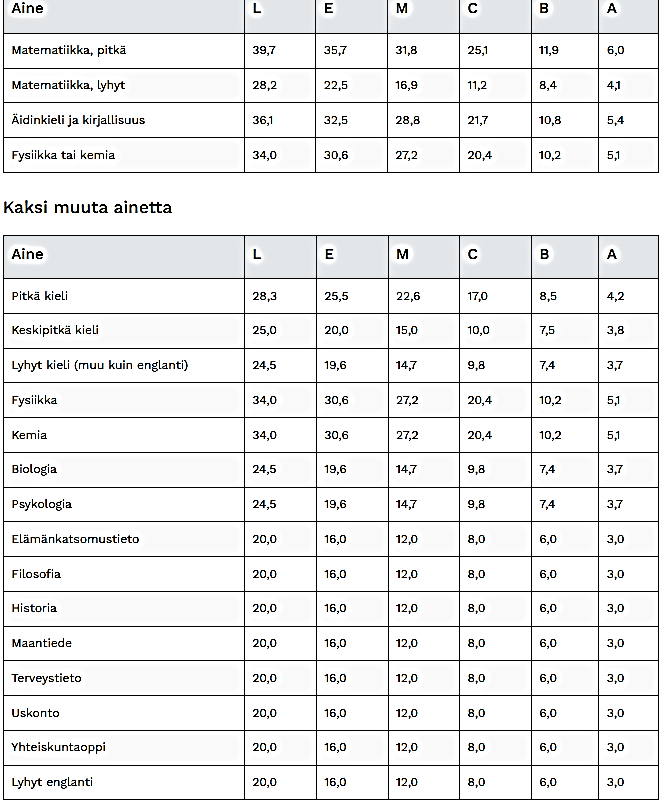 Aine L E M C B A
Matematiikka, pitkä 39,7 35,7 31,8 25,1 11,9 6,0
Matematiikka, lyhyt 28,2 22,5 16,9 11,2 8,4 4,1
Äidinkieli ja kirjallisuus 36,1 32,5 28,8 21,7 10,8 5,4
Fysiikka tai kemia 34,0 30,6 27,2 20,4 10,2 5,1
Kaksi muuta ainetta
Aine L E M C B A
Pitkä kieli 28,3 25,5 22,6 17,0 8,5 4,2
Keskipitkä kieli 25,0 20,0 15,0 10,0 7,5 3,8
Lyhyt kieli (muu kuin englanti) 24,5 19,6 14,7 9,8 7,4 3,7
Fysiikka 34,0 30,6 27,2 20,4 10,2 5,1
Kemia 34,0 30,6 27,2 20,4 10,2 5,1
Biologia 24,5 19,6 14,7 9,8 7,4 3,7
Psykologia 24,5 19,6 14,7 9,8 7,4 3,7
Elämänkatsomustieto 20,0 16,0 12,0 8,0 6,0 3,0
Filosofia 20,0 16,0 12,0 8,0 6,0 3,0
Historia 20,0 16,0 12,0 8,0 6,0 3,0
Maantiede 20,0 16,0 12,0 8,0 6,0 3,0
Terveystieto 20,0 16,0 12,0 8,0 6,0 3,0
Uskonto 20,0 16,0 12,0 8,0 6,0 3,0
Yhteiskuntaoppi 20,0 16,0 12,0 8,0 6,0 3,0
Lyhyt englanti 20,0 16,0 12,0 8,0 6,0 3,0